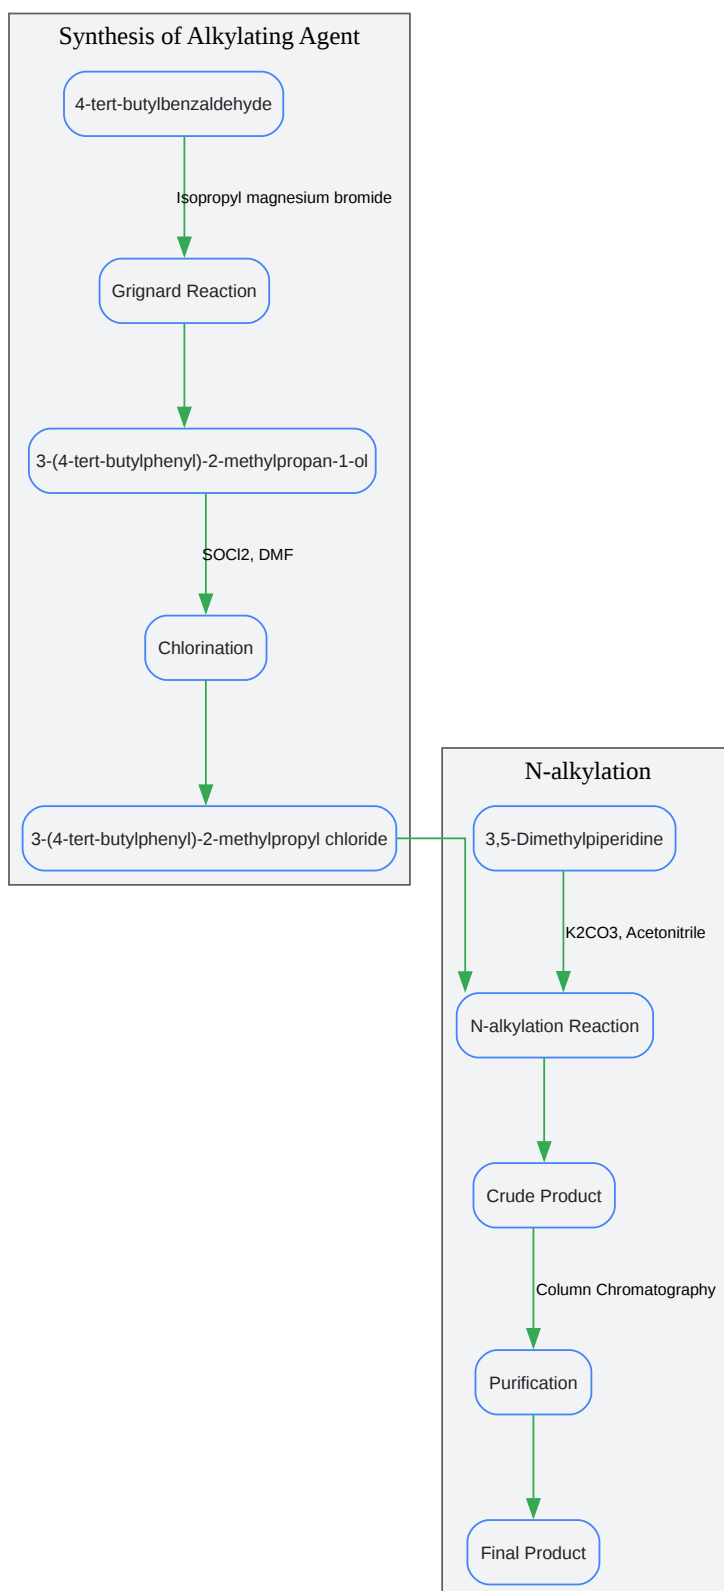 Synthesis of Alkylating Agent
4-tert-butylbenzaldehyde
Isopropyl magnesium bromide
Grignard Reaction
3-(4-tert-butylphenyl)-2-methylpropan-1-ol
SOCl2, DMF
Chlorination
3-(4-tert-butylphenyl)-2-methylpropyl chloride
N-alkylation
3,5-Dimethylpiperidine
K2CO3, Acetonitrile
N-alkylation Reaction
Crude Product
Column Chromatography
Purification
Final Product